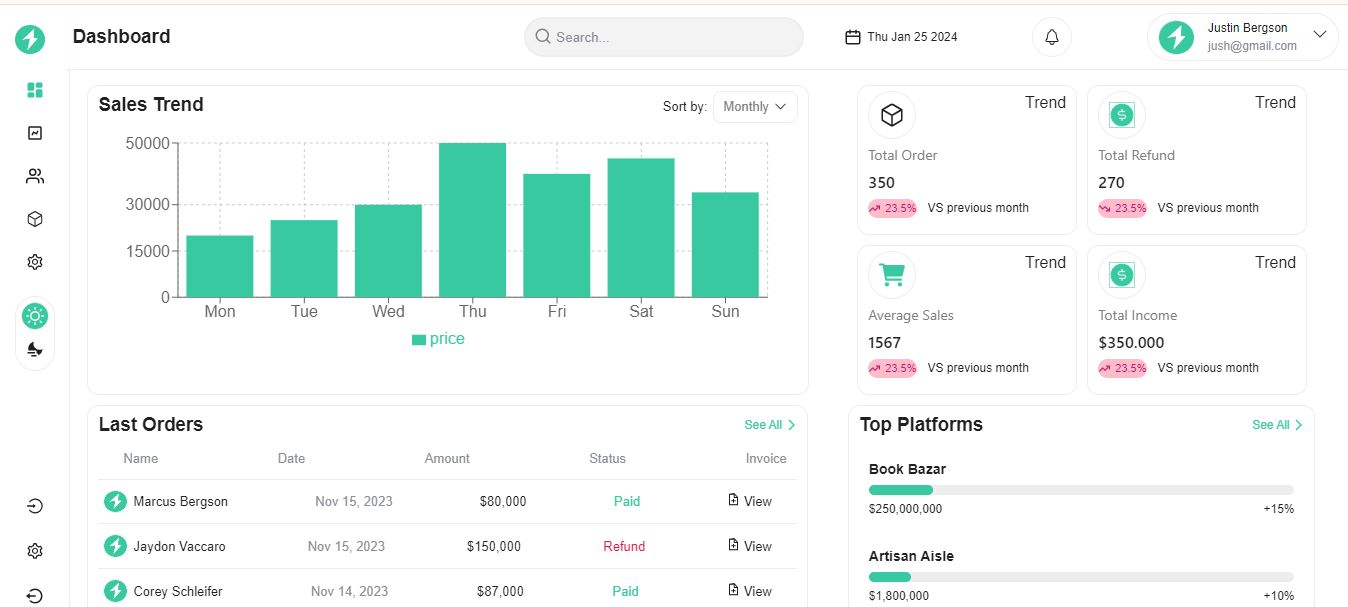 Dashboard
Search...
Thu Jan 25 2024
Justin Bergson
jush@gmail.com
Sales Trend
Sort by:
Monthly
50000
30000
15000
0
Mon Tue Wed Thu Fri Sat Sun
price
Trend
Total Order
350
23.5% VS previous month
Trend
Total Refund
270
23.5% VS previous month
Trend
Average Sales
1567
23.5% VS previous month
Trend
Total Income
$350.000
23.5% VS previous month
Last Orders
See All
Name Date Amount Status Invoice
Marcus Bergson Nov 15, 2023 $80,000 Paid View
Jaydon Vaccaro Nov 15, 2023 $150,000 Refund View
Corey Schleifer Nov 14, 2023 $87,000 Paid View
Top Platforms
See All
Book Bazar
$250,000,000 +15%
Artisan Aisle
$1,800,000 +10%